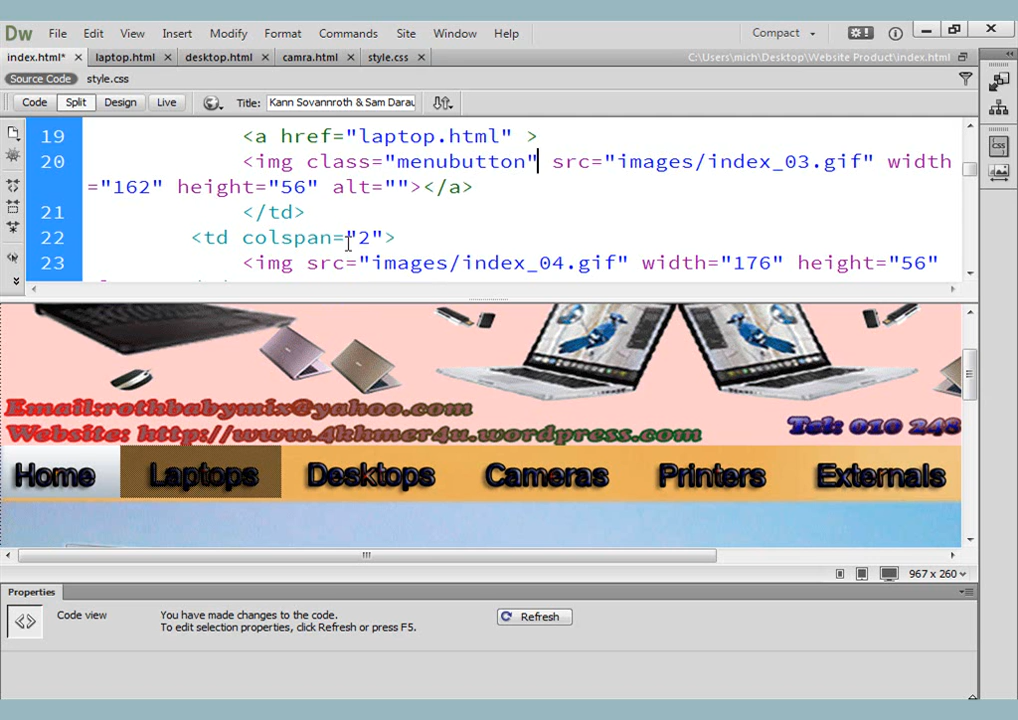 Dw File Edit View Insert Modify Format Commands Site Window Help Compact
index.html* × laptop.html × desktop.html × camra.html × style.css × C:\Users\mich\Desktop\Website Product\index.html
Source Code style.css
Code Split Design Live Title: Kann Sovannroth & Sam Darau
19 <a href="laptop.html" >
20 <img class="menubutton" src="images/index_03.gif" width
="162" height="56" alt=""></a>
21 </td>
22 <td colspan="2">
23 <img src="images/index_04.gif" width="176" height="56"
Email:rothbabymix@yahoo.com
Website: http://www.4khmer4u.wordpress.com Tel: 010 248
Home Laptops Desktops Cameras Printers Externals
967 x 260
Properties
Code view You have made changes to the code. Refresh
To edit selection properties, click Refresh or press F5.
CSS